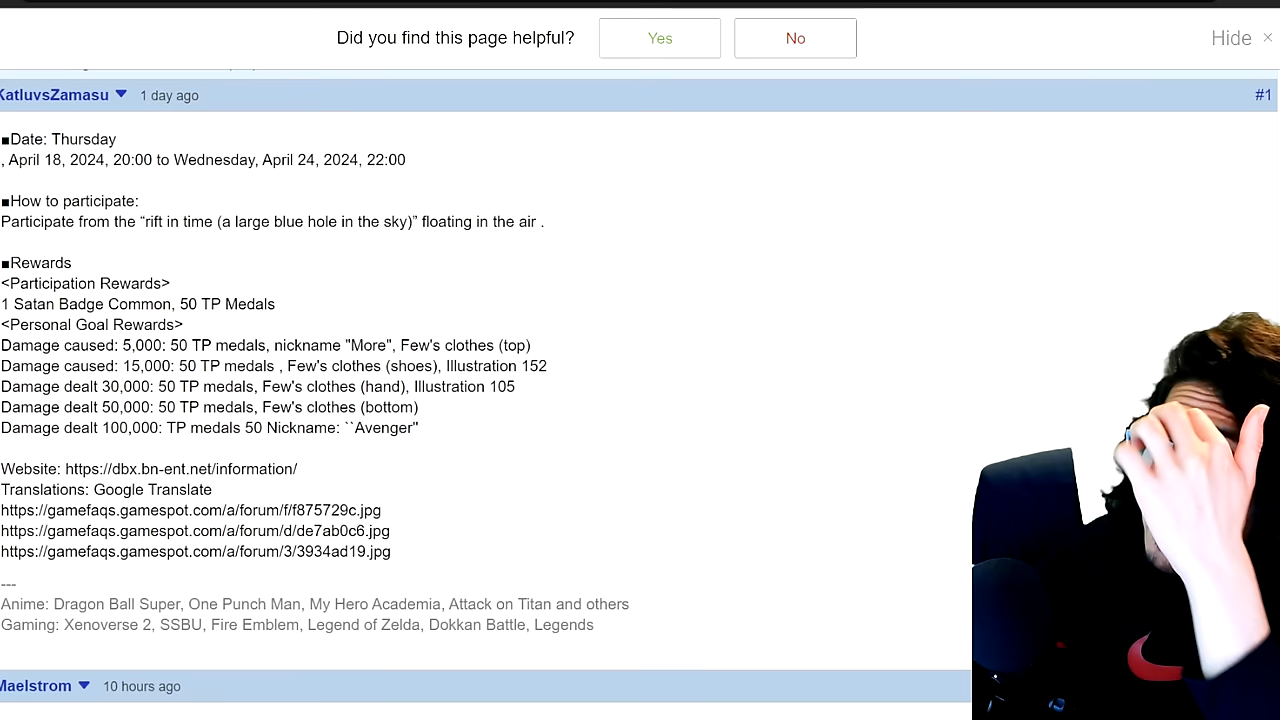 Did you find this page helpful? Yes No Hide ×
KatluvsZamasu 1 day ago #1
■Date: Thursday
, April 18, 2024, 20:00 to Wednesday, April 24, 2024, 22:00
■How to participate:
Participate from the “rift in time (a large blue hole in the sky)” floating in the air .
■Rewards
<Participation Rewards>
1 Satan Badge Common, 50 TP Medals
<Personal Goal Rewards>
Damage caused: 5,000: 50 TP medals, nickname "More", Few's clothes (top)
Damage caused: 15,000: 50 TP medals , Few's clothes (shoes), Illustration 152
Damage dealt 30,000: 50 TP medals, Few's clothes (hand), Illustration 105
Damage dealt 50,000: 50 TP medals, Few's clothes (bottom)
Damage dealt 100,000: TP medals 50 Nickname: ``Avenger''
Website: https://dbx.bn-ent.net/information/
Translations: Google Translate
https://gamefaqs.gamespot.com/a/forum/f/f875729c.jpg
https://gamefaqs.gamespot.com/a/forum/d/de7ab0c6.jpg
https://gamefaqs.gamespot.com/a/forum/3/3934ad19.jpg
---
Anime: Dragon Ball Super, One Punch Man, My Hero Academia, Attack on Titan and others
Gaming: Xenoverse 2, SSBU, Fire Emblem, Legend of Zelda, Dokkan Battle, Legends
Maelstrom 10 hours ago